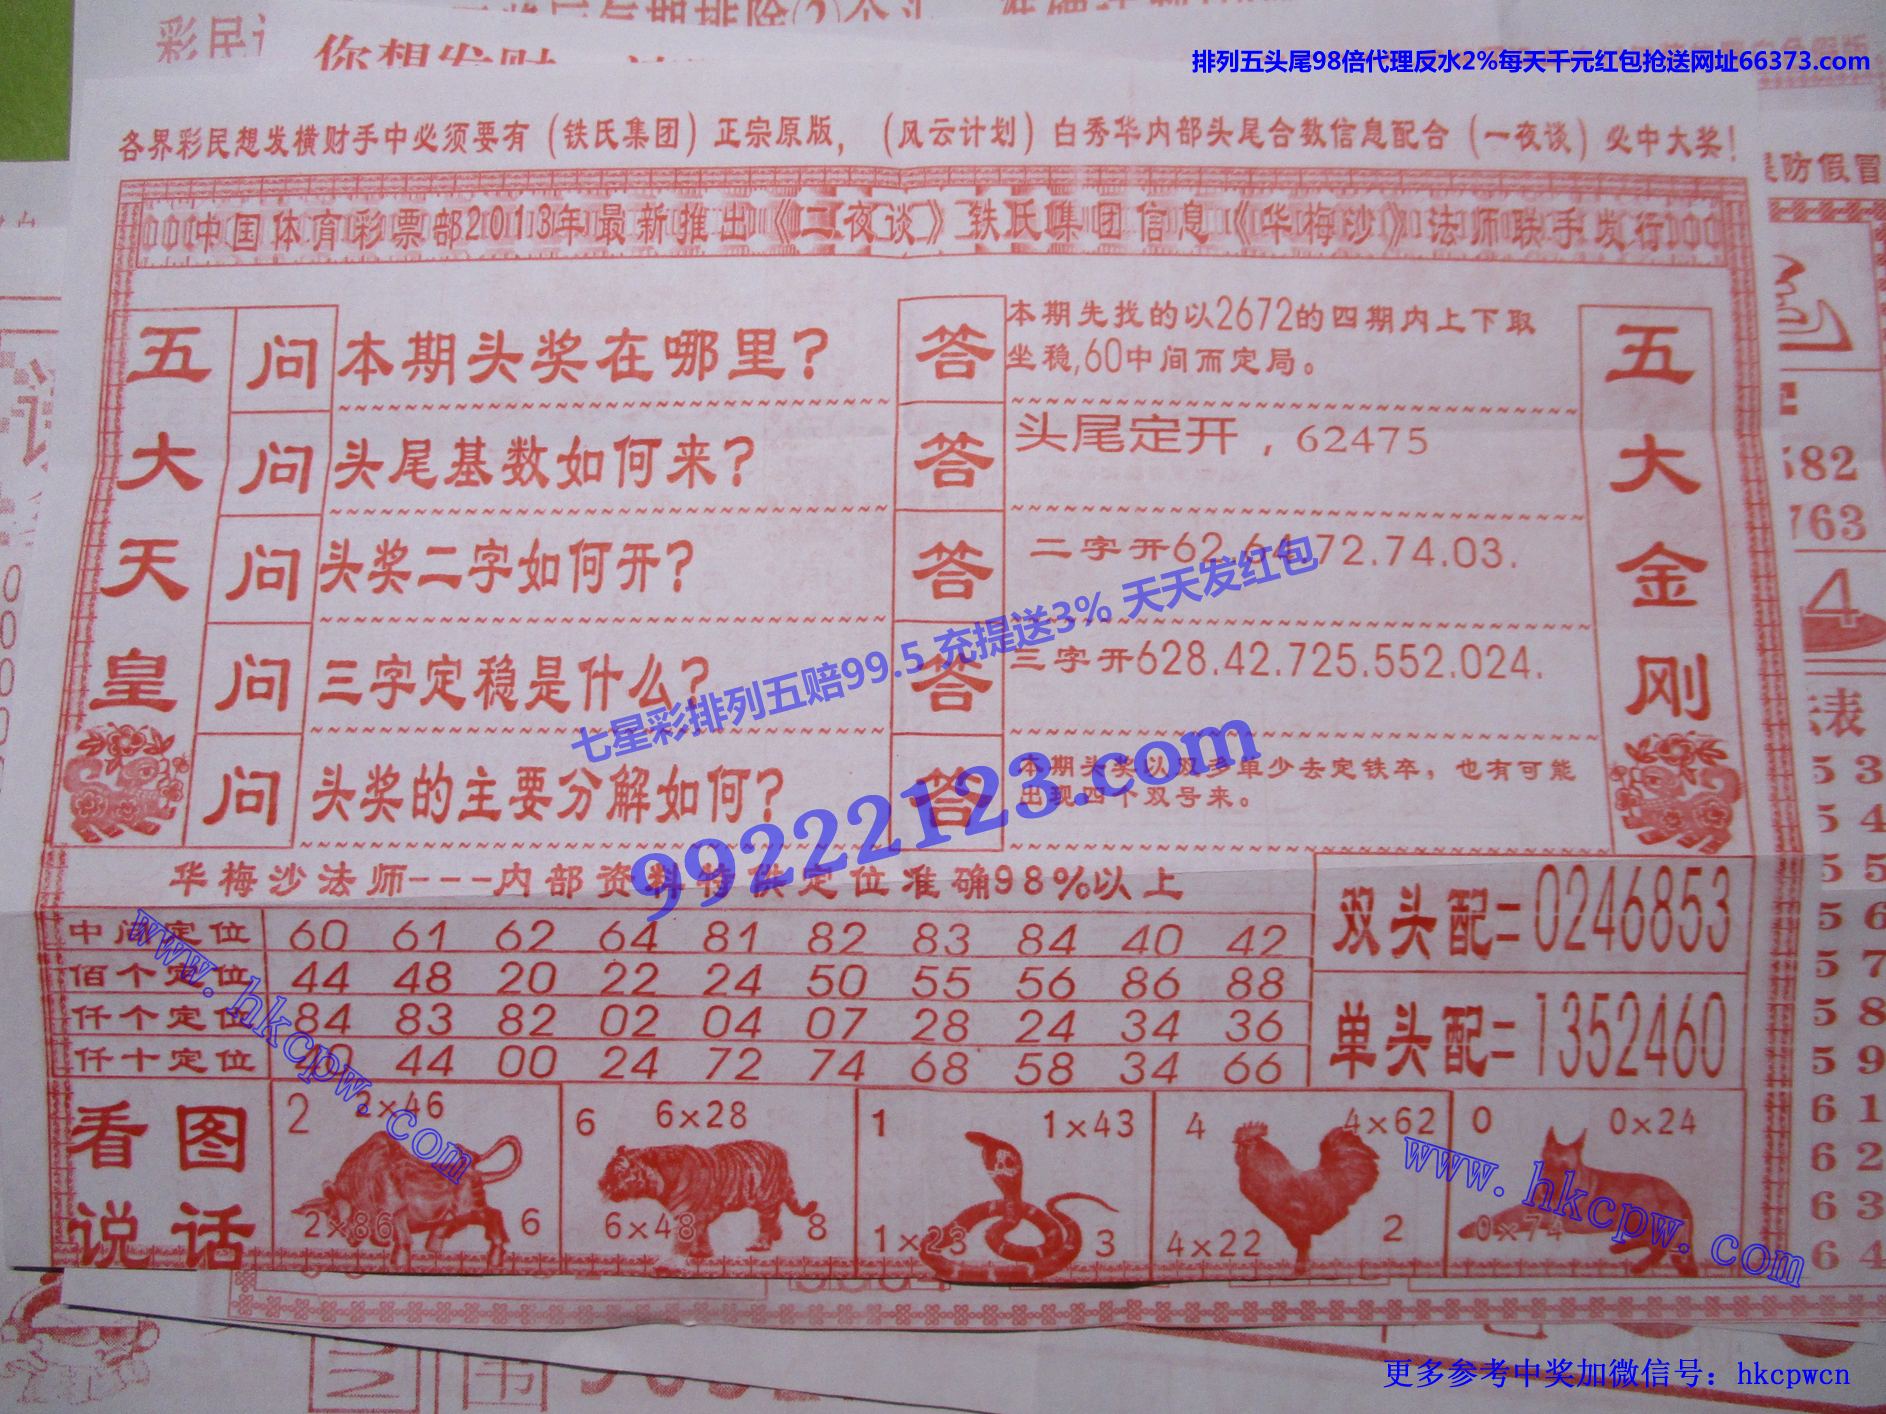 排列五头尾98倍代理反水2%每天千元红包抢送网址66373.com
各界彩民想发横财手中必须要有（铁氏集团）正宗原版，（风云计划）白秀华内部头尾合数信息配合（一夜谈）必中大奖！
中国体育彩票部2013年最新推出《二夜谈》铁氏集团信息《华梅沙》法师联手发行
五大天皇
问 本期头奖在哪里？
答 本期先找的以2672的四期内上下取
坐稳,60中间而定局。
问 头尾基数如何来？
答 头尾定开，62475
问 头奖二字如何开？
答 二字开62.64.72.74.03.
问 三字定稳是什么？
答 三字开628.42.725.552.024.
问 头奖的主要分解如何？
答 本期头奖以双多单少去定铁卒，也有可能
出现四个双号来。
五大金刚
七星彩排列五赔99.5 充提送3% 天天发红包
99222123.com
华梅沙法师---内部资料特供定位准确98%以上
中间定位 60 61 62 64 81 82 83 84 40 42
佰个定位 44 48 20 22 24 50 55 56 86 88
仟个定位 84 83 82 02 04 07 28 24 34 36
仟十定位 44 00 24 72 74 68 58 34 66
双头配=0246853
单头配=1352460
看图
说话
2 2×46
2×86 6
6 6×28
6×48 8
1 1×43
1×23 3
4 4×62
4×22 2
0 0×24
0×74
www.hkcpw.com
www.hkcpw.com
更多参考中奖加微信号：hkcpwcn